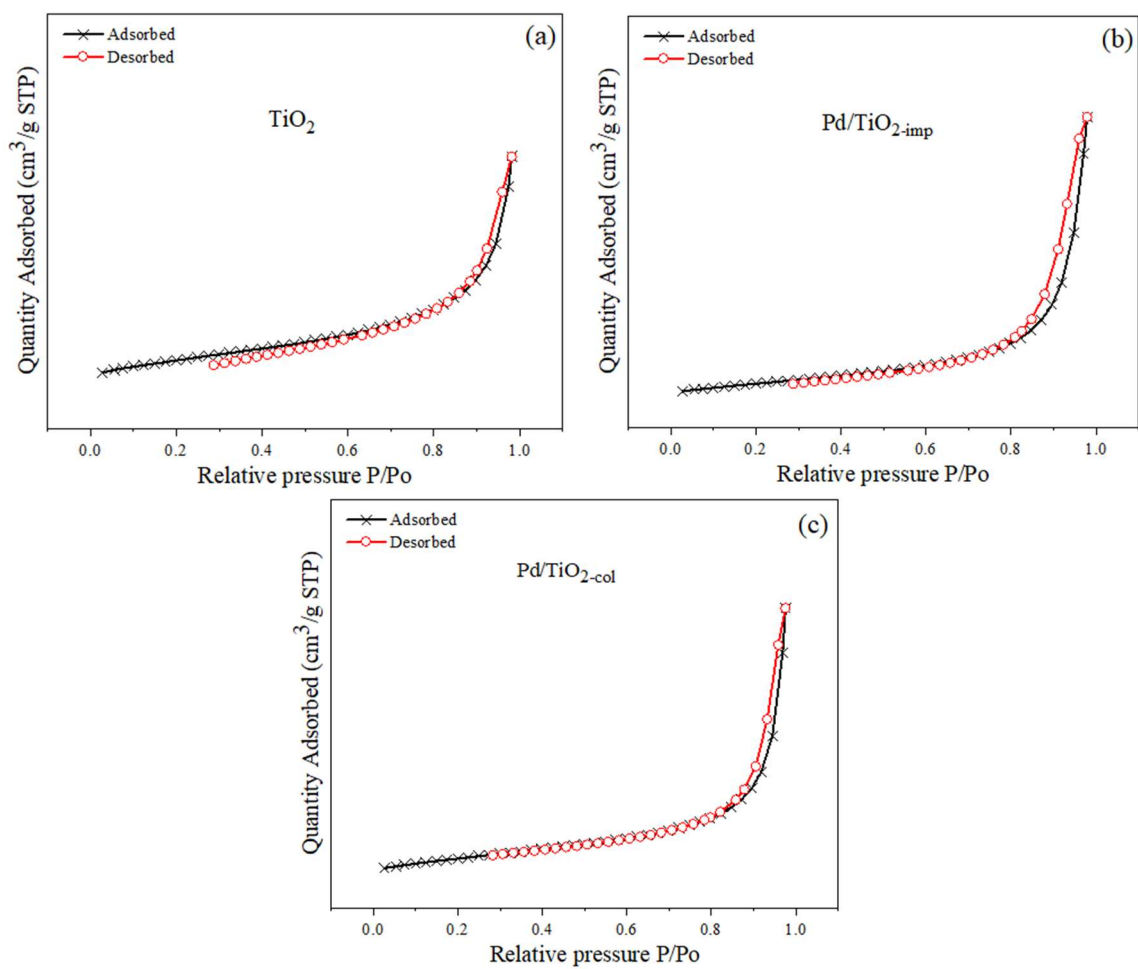 (a)
Adsorbed
Desorbed
TiO2
Quantity Adsorbed (cm3/g STP)
0.0 0.2 0.4 0.6 0.8 1.0
Relative pressure P/Po
(b)
Adsorbed
Desorbed
Pd/TiO2-imp
Quantity Adsorbed (cm3/g STP)
0.0 0.2 0.4 0.6 0.8 1.0
Relative pressure P/Po
(c)
Adsorbed
Desorbed
Pd/TiO2-col
Quantity Adsorbed (cm3/g STP)
0.0 0.2 0.4 0.6 0.8 1.0
Relative pressure P/Po